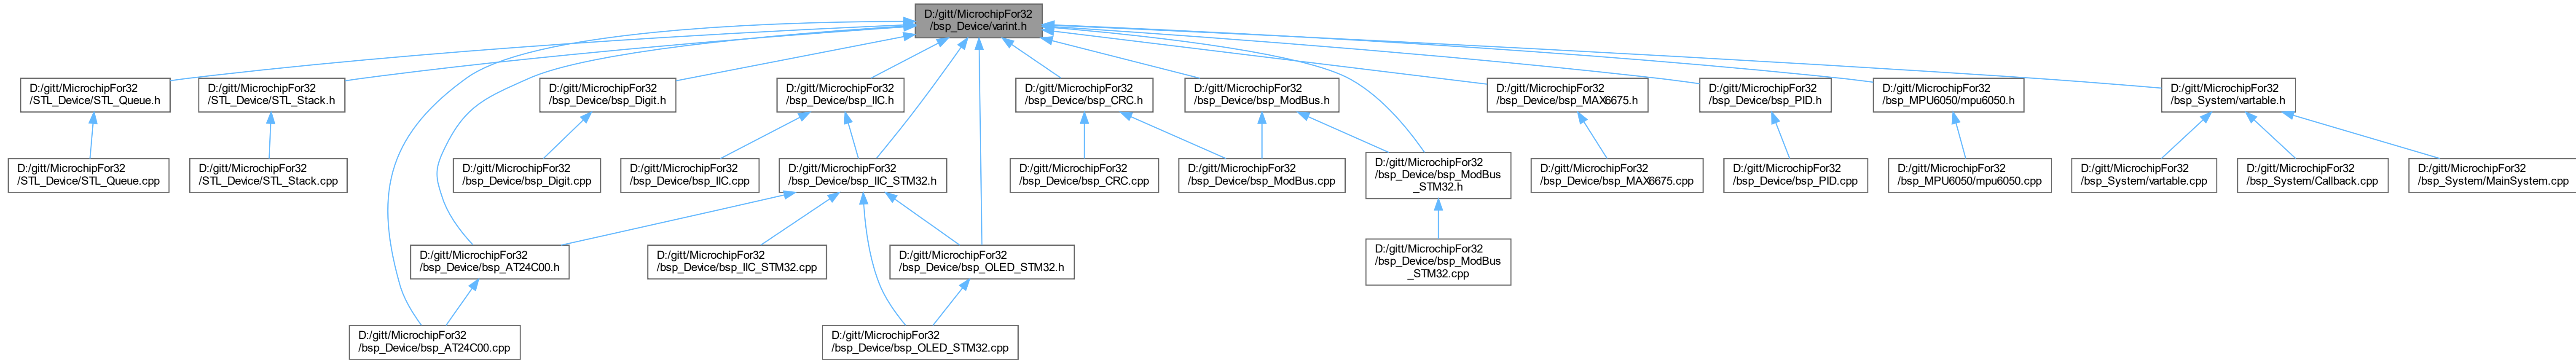 D:/gitt/MicrochipFor32
/bsp_Device/varint.h
D:/gitt/MicrochipFor32
/STL_Device/STL_Queue.h
D:/gitt/MicrochipFor32
/STL_Device/STL_Stack.h
D:/gitt/MicrochipFor32
/bsp_Device/bsp_Digit.h
D:/gitt/MicrochipFor32
/bsp_Device/bsp_IIC.h
D:/gitt/MicrochipFor32
/bsp_Device/bsp_CRC.h
D:/gitt/MicrochipFor32
/bsp_Device/bsp_ModBus.h
D:/gitt/MicrochipFor32
/bsp_Device/bsp_MAX6675.h
D:/gitt/MicrochipFor32
/bsp_Device/bsp_PID.h
D:/gitt/MicrochipFor32
/bsp_MPU6050/mpu6050.h
D:/gitt/MicrochipFor32
/bsp_System/vartable.h
D:/gitt/MicrochipFor32
/STL_Device/STL_Queue.cpp
D:/gitt/MicrochipFor32
/STL_Device/STL_Stack.cpp
D:/gitt/MicrochipFor32
/bsp_Device/bsp_Digit.cpp
D:/gitt/MicrochipFor32
/bsp_Device/bsp_IIC.cpp
D:/gitt/MicrochipFor32
/bsp_Device/bsp_IIC_STM32.h
D:/gitt/MicrochipFor32
/bsp_Device/bsp_CRC.cpp
D:/gitt/MicrochipFor32
/bsp_Device/bsp_ModBus.cpp
D:/gitt/MicrochipFor32
/bsp_Device/bsp_ModBus
_STM32.h
D:/gitt/MicrochipFor32
/bsp_Device/bsp_MAX6675.cpp
D:/gitt/MicrochipFor32
/bsp_Device/bsp_PID.cpp
D:/gitt/MicrochipFor32
/bsp_MPU6050/mpu6050.cpp
D:/gitt/MicrochipFor32
/bsp_System/vartable.cpp
D:/gitt/MicrochipFor32
/bsp_System/Callback.cpp
D:/gitt/MicrochipFor32
/bsp_System/MainSystem.cpp
D:/gitt/MicrochipFor32
/bsp_Device/bsp_AT24C00.h
D:/gitt/MicrochipFor32
/bsp_Device/bsp_IIC_STM32.cpp
D:/gitt/MicrochipFor32
/bsp_Device/bsp_OLED_STM32.h
D:/gitt/MicrochipFor32
/bsp_Device/bsp_ModBus
_STM32.cpp
D:/gitt/MicrochipFor32
/bsp_Device/bsp_AT24C00.cpp
D:/gitt/MicrochipFor32
/bsp_Device/bsp_OLED_STM32.cpp